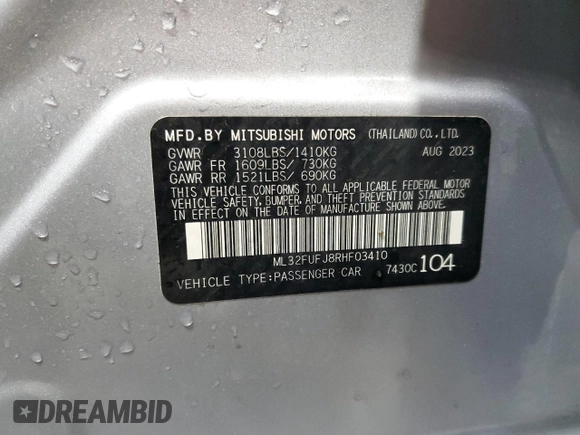 MFD.BY MITSUBISHI MOTORS (THAILAND) CO.,LTD.
GVWR 3108LBS/1410KG AUG 2023
GAWR FR 1609LBS/ 730KG
GAWR RR 1521LBS/ 690KG
THIS VEHICLE CONFORMS TO ALL APPLICABLE FEDERAL MOTOR
VEHICLE SAFETY, BUMPER, AND THEFT PREVENTION STANDARDS
IN EFFECT ON THE DATE OF MANUFACTURE SHOWN ABOVE.
ML32FUFJ8RHF03410
VEHICLE TYPE:PASSENGER CAR 7430C 104
DREAMBID